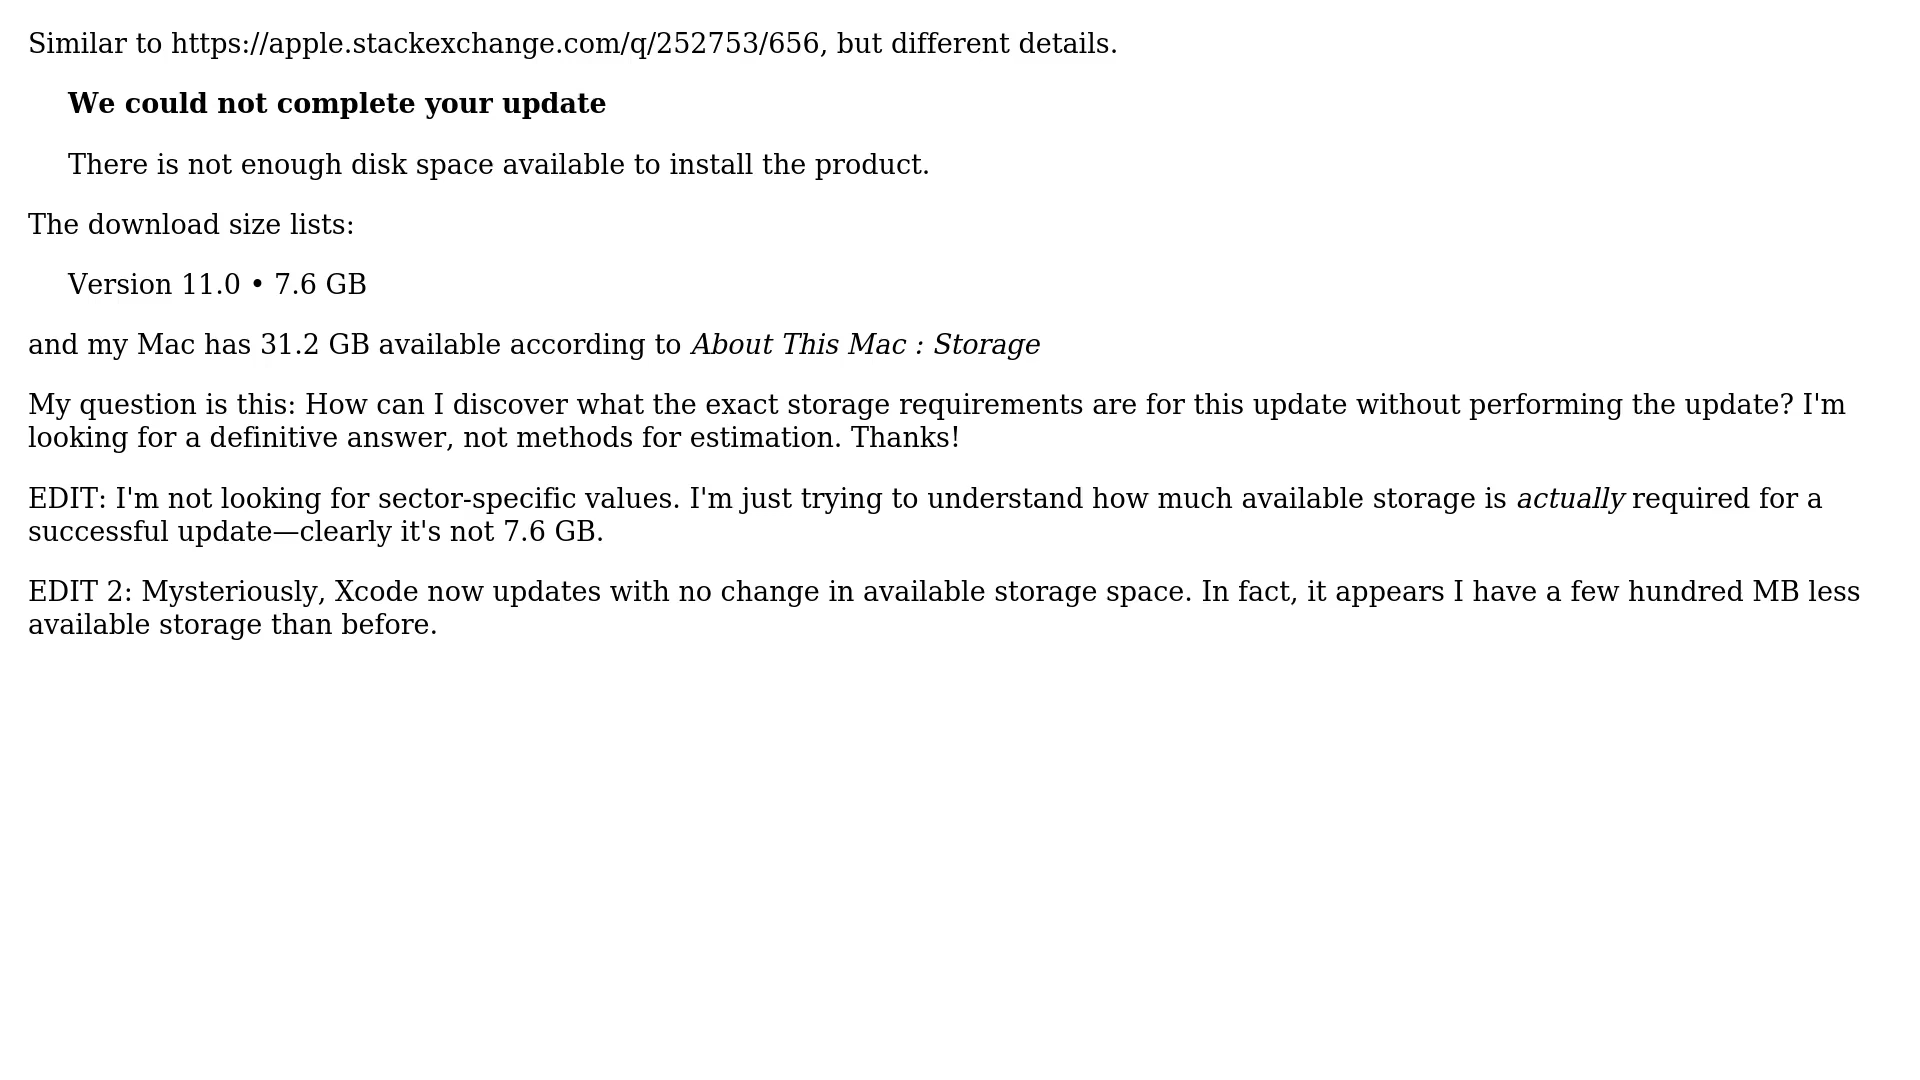 Similar to https://apple.stackexchange.com/q/252753/656, but different details.
We could not complete your update
There is not enough disk space available to install the product.
The download size lists:
Version 11.0 • 7.6 GB
and my Mac has 31.2 GB available according to About This Mac : Storage
My question is this: How can I discover what the exact storage requirements are for this update without performing the update? I'm
looking for a definitive answer, not methods for estimation. Thanks!
EDIT: I'm not looking for sector-specific values. I'm just trying to understand how much available storage is actually required for a
successful update—clearly it's not 7.6 GB.
EDIT 2: Mysteriously, Xcode now updates with no change in available storage space. In fact, it appears I have a few hundred MB less
available storage than before.